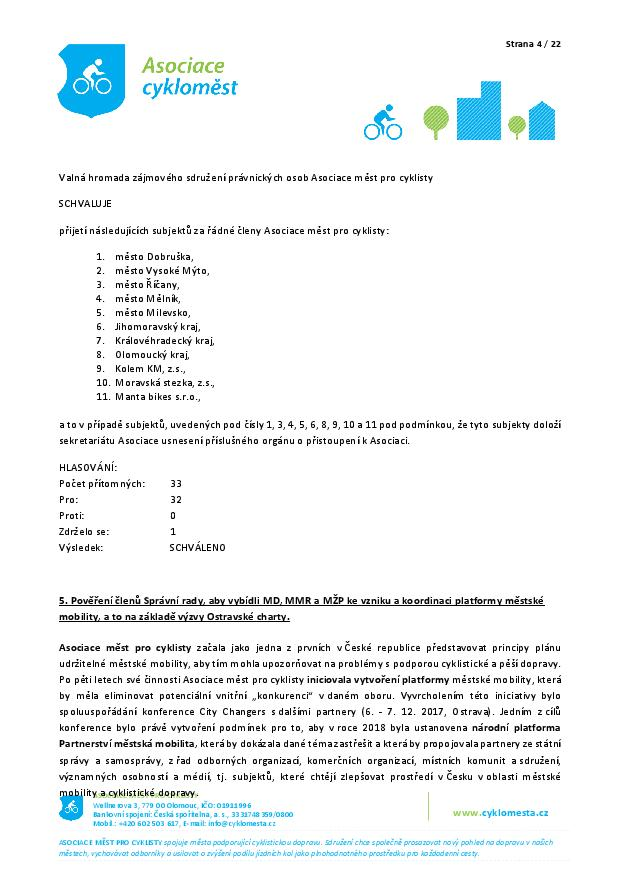 Strana 4 / 22
Asociace
cykloměst
Valná hromada zájmového sdružení právnických osob Asociace měst pro cyklisty
SCHVALUJE
přijetí následujících subjektů za řádné členy Asociace měst pro cyklisty:
1. město Dobruška,
2. město Vysoké Mýto,
3. město Říčany,
4. město Mělník,
5. město Milevsko,
6. Jihomoravský kraj,
7. Královéhradecký kraj,
8. Olomoucký kraj,
9. Kolem KM, z.s.,
10. Moravská stezka, z.s.,
11. Manta bikes s.r.o.,
a to v případě subjektů, uvedených pod čísly 1, 3, 4, 5, 6, 8, 9, 10 a 11 pod podmínkou, že tyto subjekty doloží
sekretariátu Asociace usnesení příslušného orgánu o přistoupení k Asociaci.
HLASOVÁNÍ:
Počet přítomných: 33
Pro: 32
Proti: 0
Zdrželo se: 1
Výsledek: SCHVÁLENO
5. Pověření členů Správní rady, aby vybídli MD, MMR a MŽP ke vzniku a koordinaci platformy městské
mobility, a to na základě výzvy Ostravské charty.
Asociace měst pro cyklisty začala jako jedna z prvních v České republice představovat principy plánu
udržitelné městské mobility, aby tím mohla upozorňovat na problémy s podporou cyklistické a pěší dopravy.
Po pěti letech své činnosti Asociace měst pro cyklisty iniciovala vytvoření platformy městské mobility, která
by měla eliminovat potenciální vnitřní „konkurenci“ v daném oboru. Vyvrcholením této iniciativy bylo
spoluuspořádání konference City Changers s dalšími partnery (6. - 7. 12. 2017, Ostrava). Jedním z cílů
konference bylo právě vytvoření podmínek pro to, aby v roce 2018 byla ustanovena národní platforma
Partnerství městská mobilita, která by dokázala dané téma zastřešit a která by propojovala partnery ze státní
správy a samosprávy, z řad odborných organizací, komerčních organizací, místních komunit a sdružení,
významných osobností a médií, tj. subjektů, které chtějí zlepšovat prostředí v Česku v oblasti městské
mobility a cyklistické dopravy.
Wellnerova 3, 779 00 Olomouc, IČO: 01911996
Bankovní spojení: Česká spořitelna, a. s., 3331748359/0800
Mobil.: +420 602 503 617, E-mail: info@cyklomesta.cz
www.cyklomesta.cz
ASOCIACE MĚST PRO CYKLISTY spojuje města podporující cyklistickou dopravu. Sdružení chce společně prosazovat nový pohled na dopravu v našich
městech, vychovávat odborníky a usilovat o zvýšení podílu jízdních kol jako plnohodnotného prostředku pro každodenní cesty.